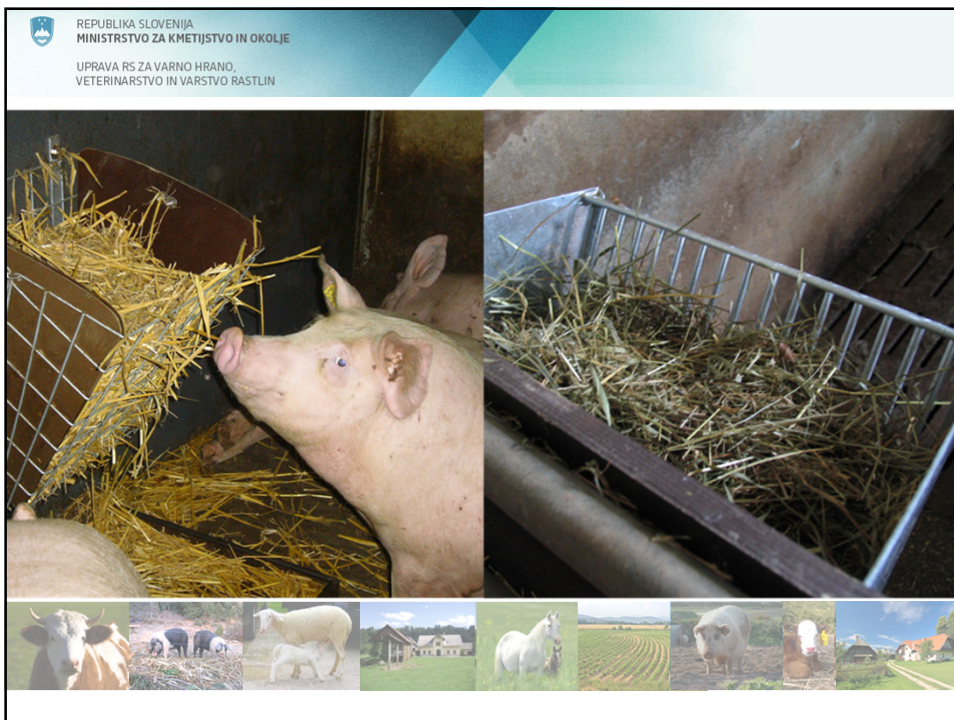 REPUBLIKA SLOVENIJA
MINISTRSTVO ZA KMETIJSTVO IN OKOLJE
UPRAVA RS ZA VARNO HRANO,
VETERINARSTVO IN VARSTVO RASTLIN